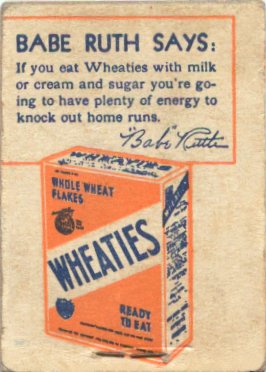 BABE RUTH SAYS:
If you eat Wheaties with milk
or cream and sugar you're go-
ing to have plenty of energy to
knock out home runs.
"Babe" Ruth
WHOLE WHEAT
FLAKES
WHEATIES
READY
TO EAT